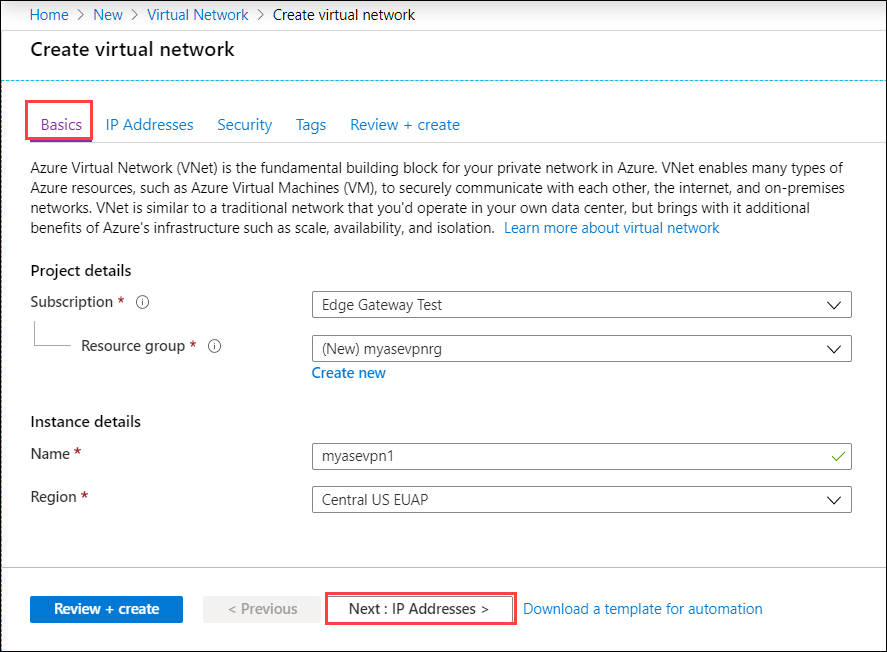 Home > New > Virtual Network > Create virtual network
Create virtual network
Basics IP Addresses Security Tags Review + create
Azure Virtual Network (VNet) is the fundamental building block for your private network in Azure. VNet enables many types of
Azure resources, such as Azure Virtual Machines (VM), to securely communicate with each other, the internet, and on-premises
networks. VNet is similar to a traditional network that you'd operate in your own data center, but brings with it additional
benefits of Azure's infrastructure such as scale, availability, and isolation. Learn more about virtual network
Project details
Subscription * Edge Gateway Test
Resource group * (New) myasevpnrg
Create new
Instance details
Name * myasevpn1
Region * Central US EUAP
Review + create < Previous Next : IP Addresses > Download a template for automation